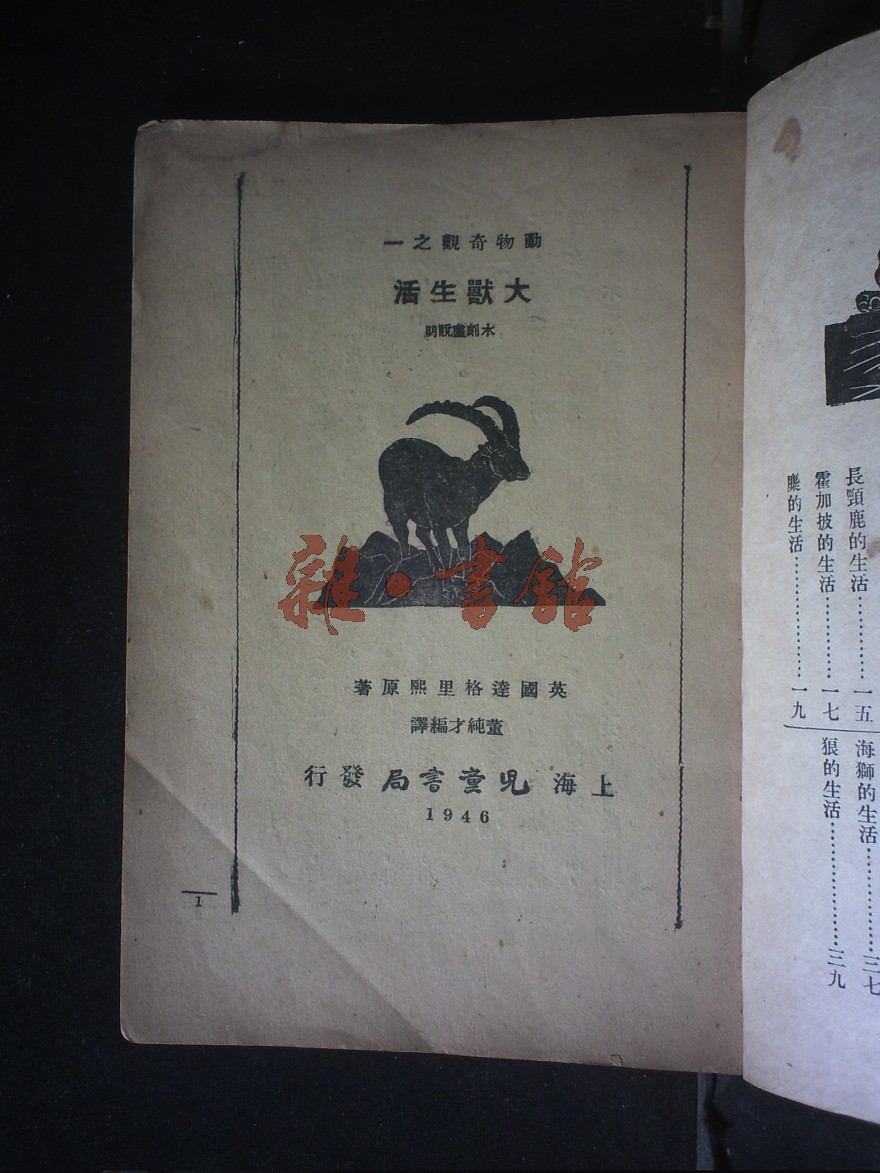 動物奇觀之一
大獸生活
木刻畫說明
雜·書館
英國達格里熙原著
董純才編譯
上海兒童書局發行
1946
1
長頸鹿的生活…………一五
霍加披的生活…………一七
麋的生活……………一九
海獅的生活……………三七
狼的生活………………三九